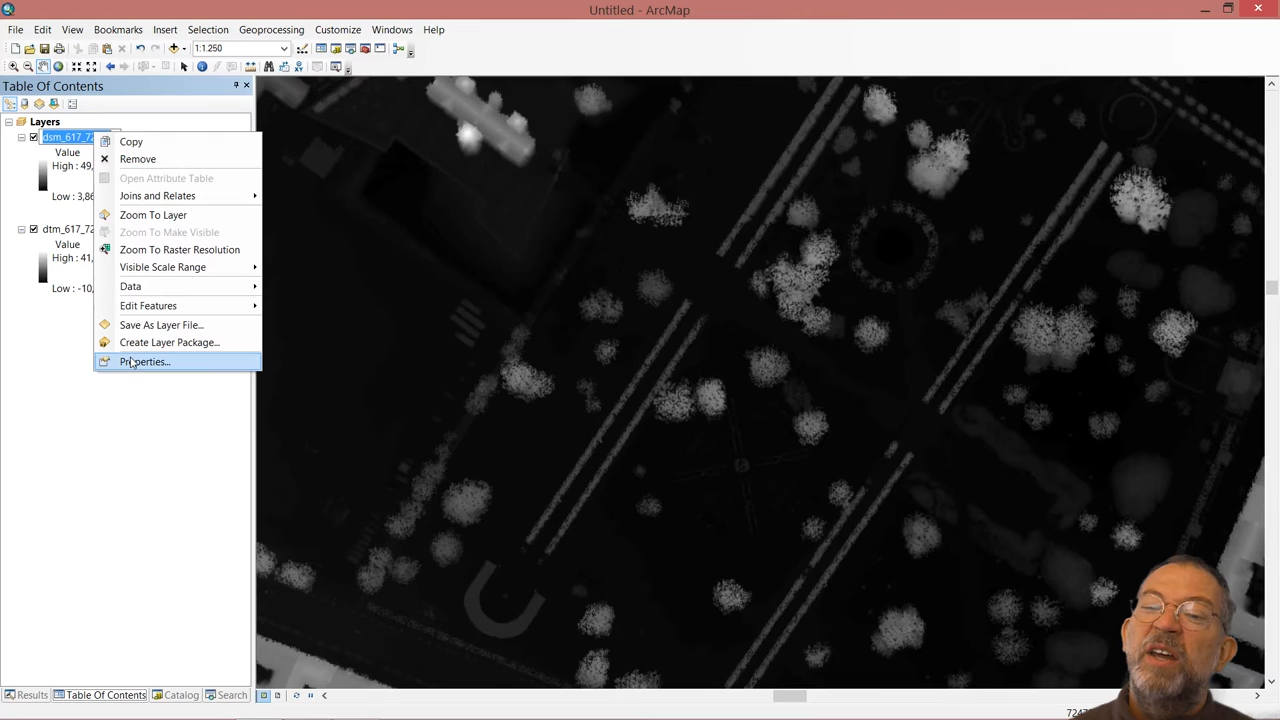 Untitled - ArcMap
File Edit View Bookmarks Insert Selection Geoprocessing Customize Windows Help
1:1.250
Table Of Contents
Layers
dsm_617_72
Value
High : 49,
Low : 3,86
dtm_617_72
Value
High : 41,
Low : -10,
Copy
Remove
Open Attribute Table
Joins and Relates
Zoom To Layer
Zoom To Make Visible
Zoom To Raster Resolution
Visible Scale Range
Data
Edit Features
Save As Layer File...
Create Layer Package...
Properties...
Results Table Of Contents Catalog Search